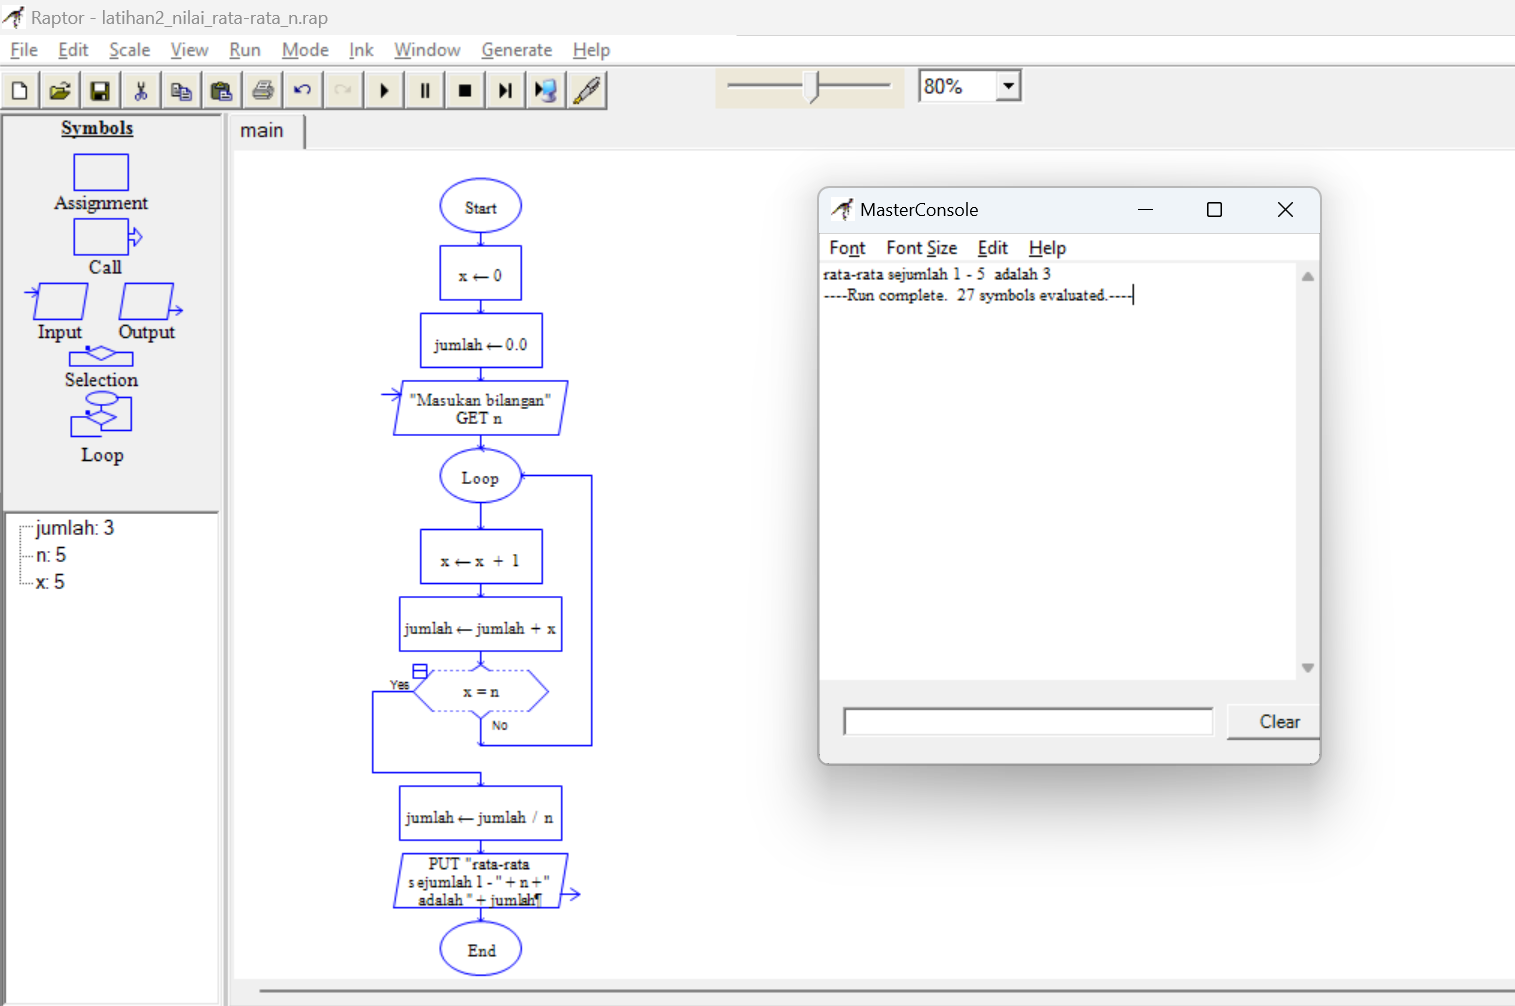 Raptor - latihan2_nilai_rata-rata_n.rap
File Edit Scale View Run Mode Ink Window Generate Help
80%
Symbols
Assignment
Call
Input Output
Selection
Loop
jumlah: 3
n: 5
x: 5
main
Start
x ← 0
jumlah ← 0.0
"Masukan bilangan"
GET n
Loop
x ← x + 1
jumlah ← jumlah + x
Yes
x = n
No
jumlah ← jumlah / n
PUT "rata-rata
sejumlah 1 - " + n + "
adalah " + jumlah¶
End
MasterConsole
Font Font Size Edit Help
rata-rata sejumlah 1 - 5 adalah 3
----Run complete. 27 symbols evaluated.----
Clear